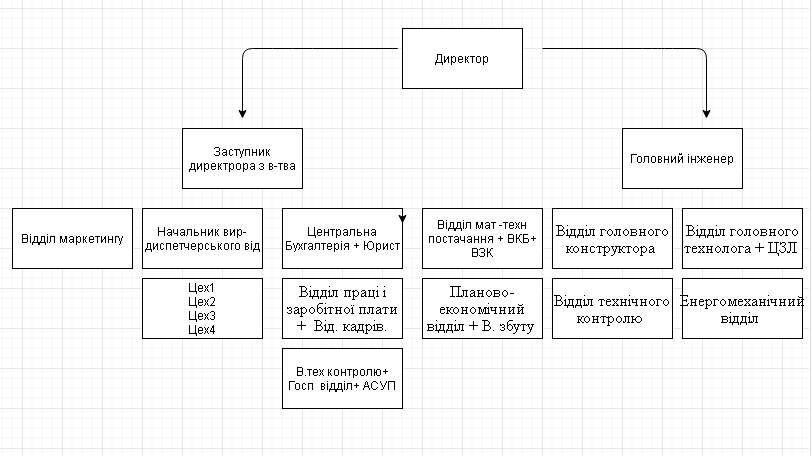 Директор
Заступник
директрора з в-тва
Головний інженер
Відділ маркетингу
Начальник вир-
диспетчерського від
Центральна
Бухгалтерія + Юрист
Відділ мат -техн
постачання + ВКБ+
ВЗК
Відділ головного
конструктора
Відділ головного
технолога + ЦЗЛ
Цех1
Цех2
Цех3
Цех4
Відділ праці і
заробітної плати
+ Від. кадрів.
Планово-
економічний
відділ + В. збуту
Відділ технічного
контролю
Енергомеханічний
відділ
В.тех контролю+
Госп відділ+ АСУП